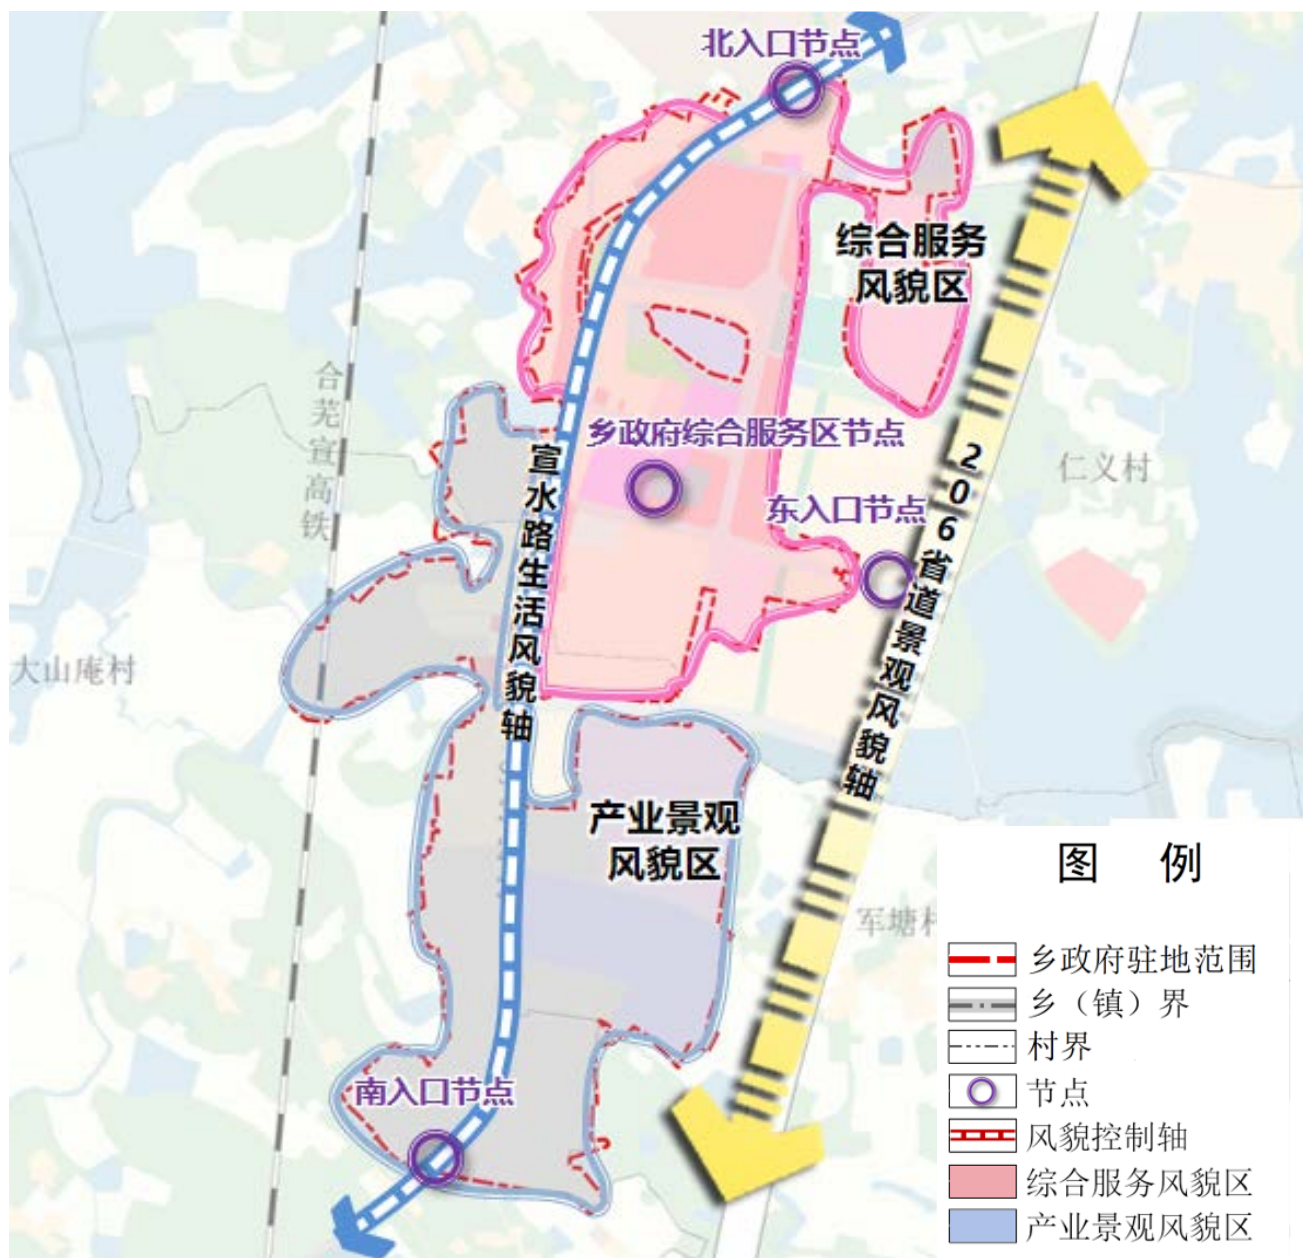 北入口节点
综合服务
风貌区
合芜宣高铁
乡政府综合服务区节点
宣水路生活风貌轴
206省道景观风貌轴
仁义村
东入口节点
大山庵村
产业景观
风貌区
军塘村
南入口节点
图 例
乡政府驻地范围
乡（镇）界
村界
节点
风貌控制轴
综合服务风貌区
产业景观风貌区